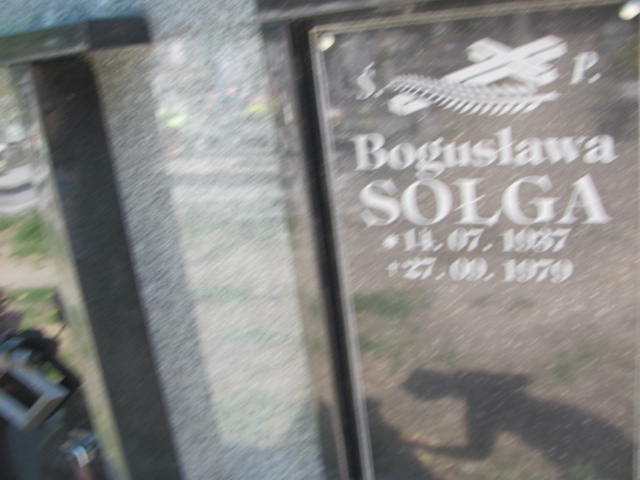 Ś. P.
Bogusława
SOŁGA
*14. 07. 1937
+27. 09. 1979